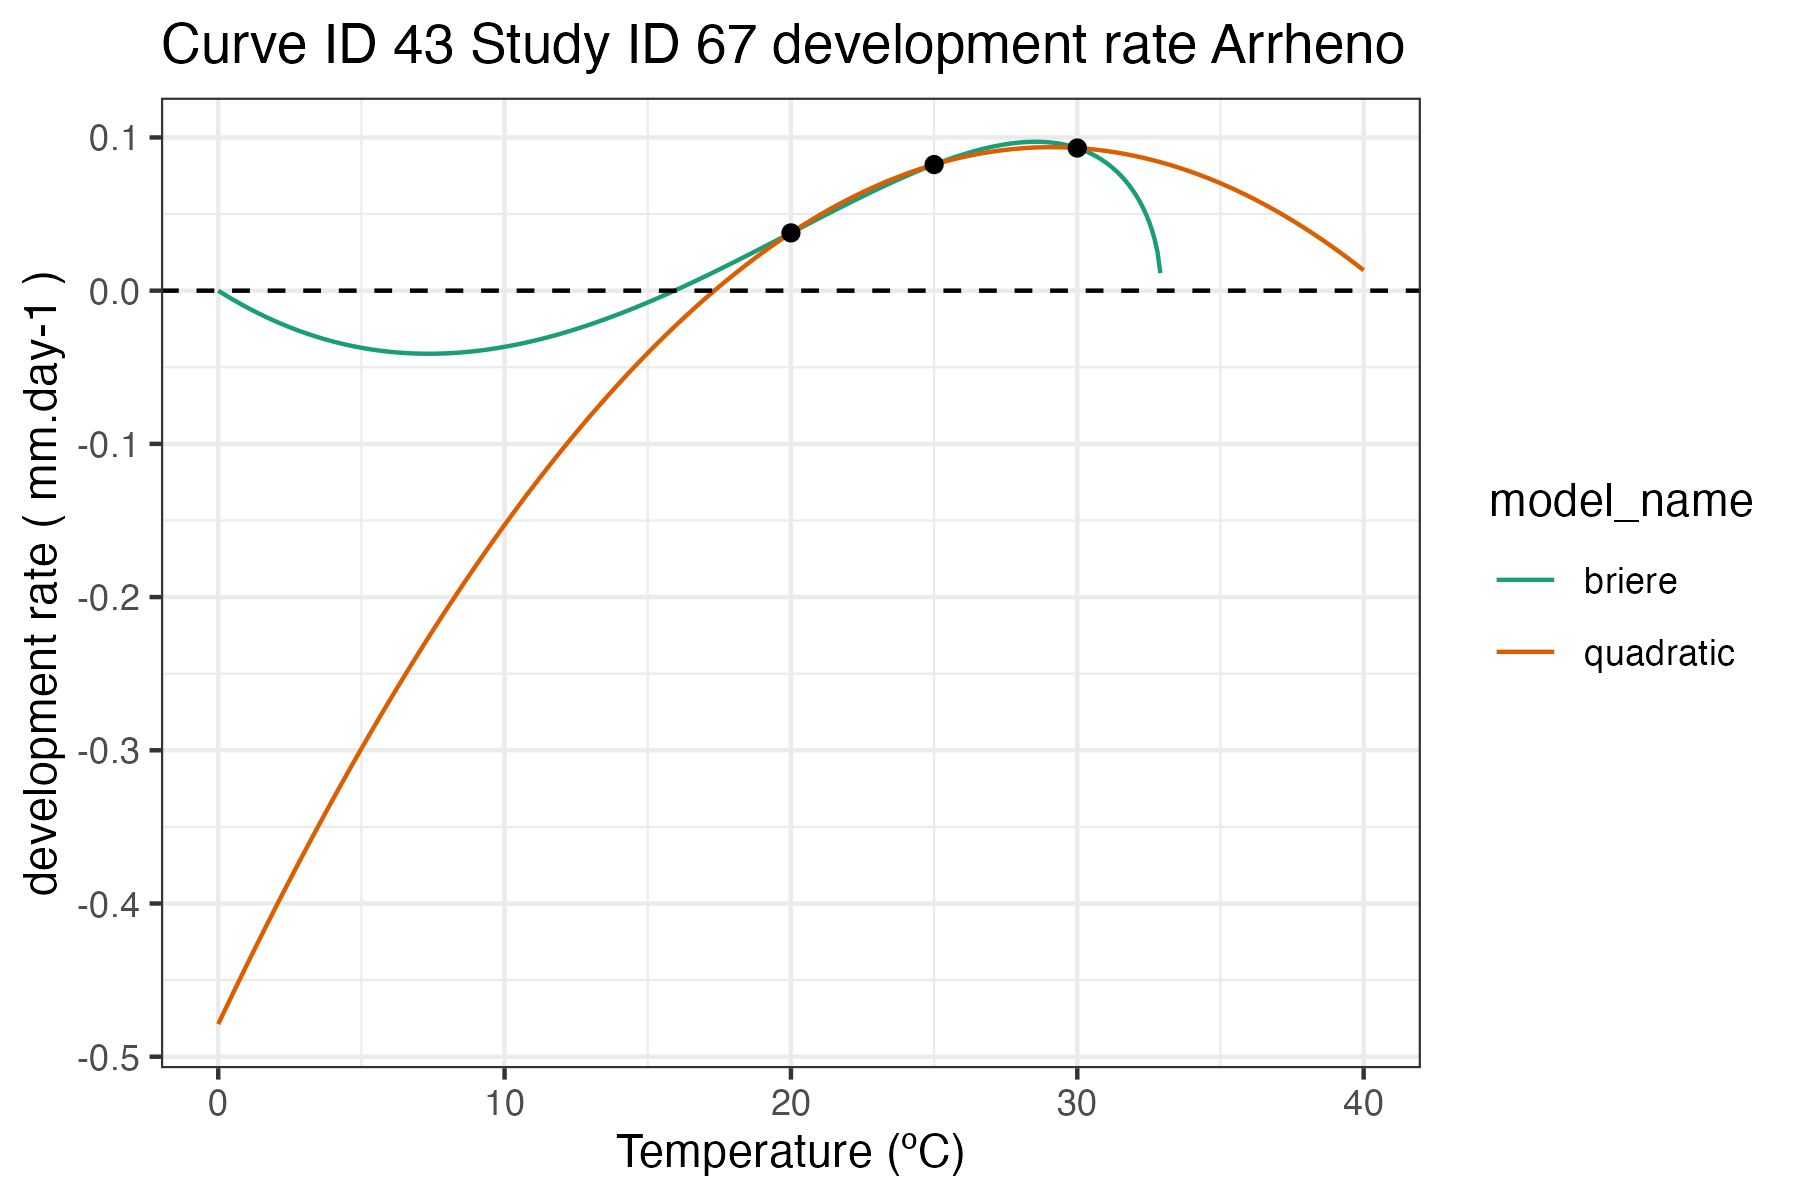 Curve ID 43 Study ID 67 development rate Arrheno
development rate ( mm.day-1 )
0.1
0.0
-0.1
-0.2
-0.3
-0.4
-0.5
0 10 20 30 40
Temperature (ºC)
model_name
briere
quadratic